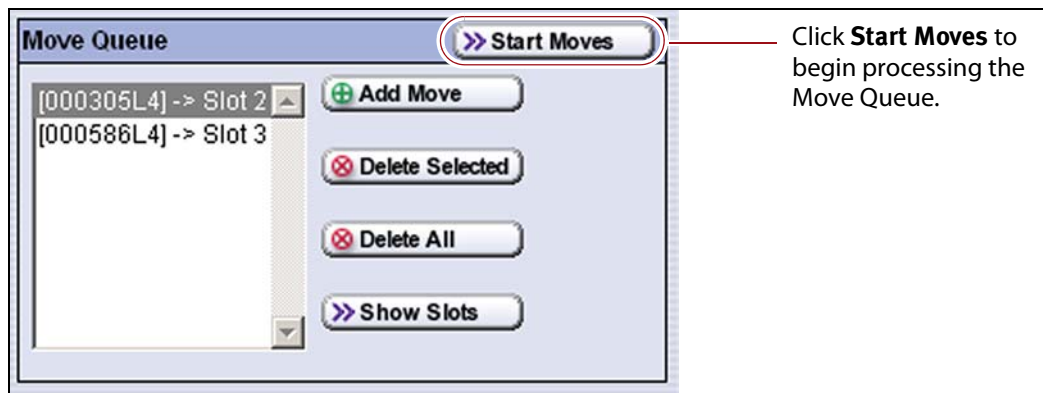 Move Queue
Start Moves
[000305L4] -> Slot 2
[000586L4] -> Slot 3
Add Move
Delete Selected
Delete All
Show Slots
Click Start Moves to
begin processing the
Move Queue.